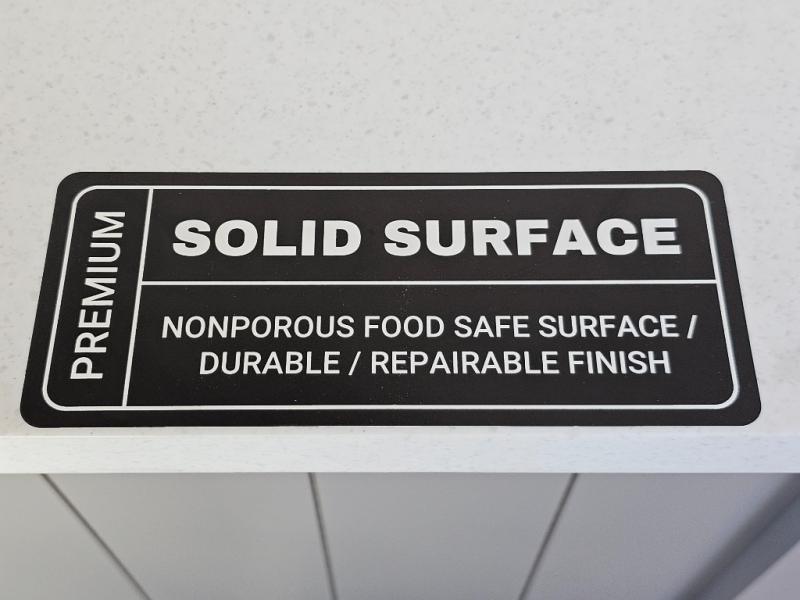 PREMIUM
SOLID SURFACE
NONPOROUS FOOD SAFE SURFACE /
DURABLE / REPAIRABLE FINISH